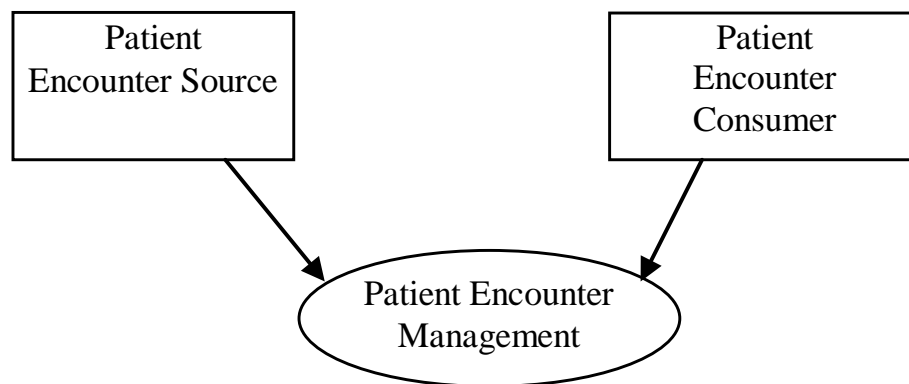 Patient
Encounter Source
Patient
Encounter
Consumer
Patient Encounter
Management